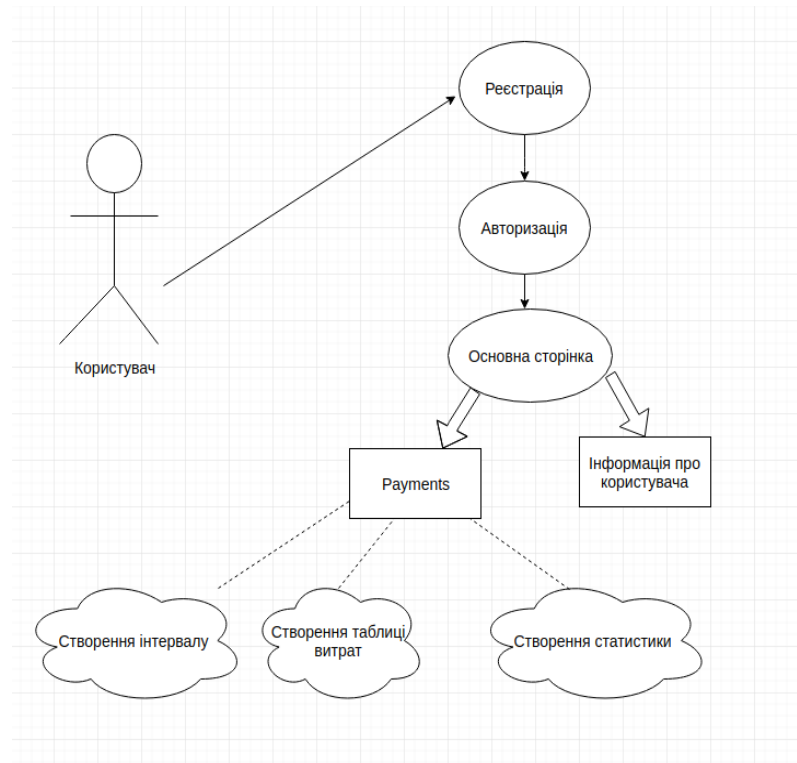 Реєстрація
Авторизація
Основна сторінка
Користувач
Payments
Інформація про
користувача
Створення інтервалу
Створення таблиці
витрат
Створення статистики